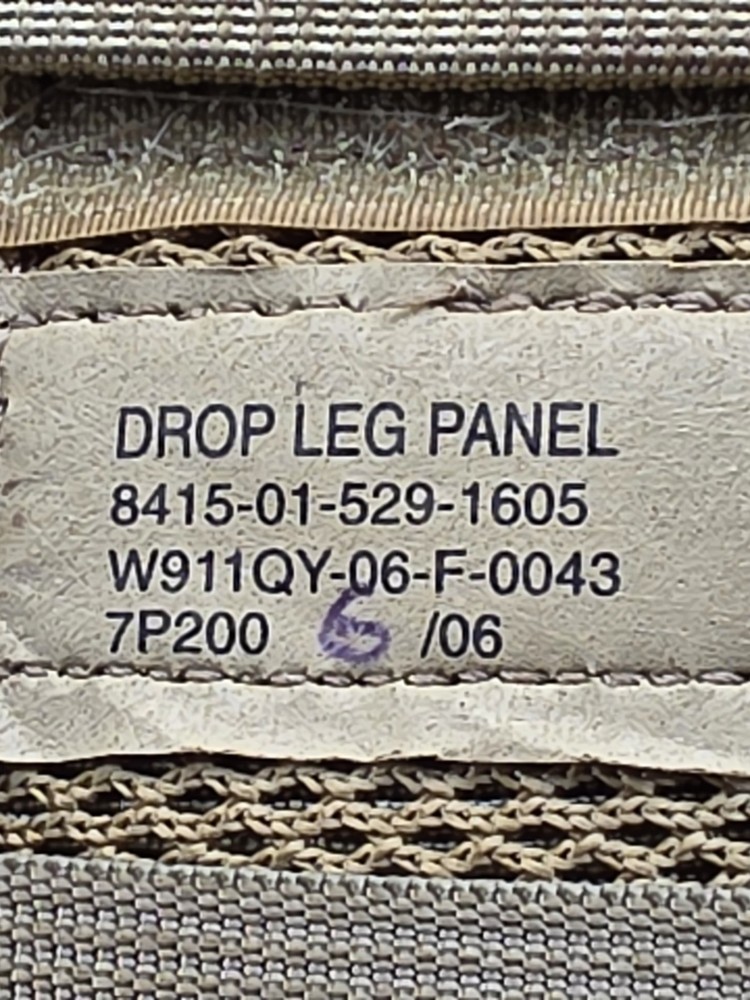 DROP LEG PANEL
8415-01-529-1605
W911QY-06-F-0043
7P200 6 /06